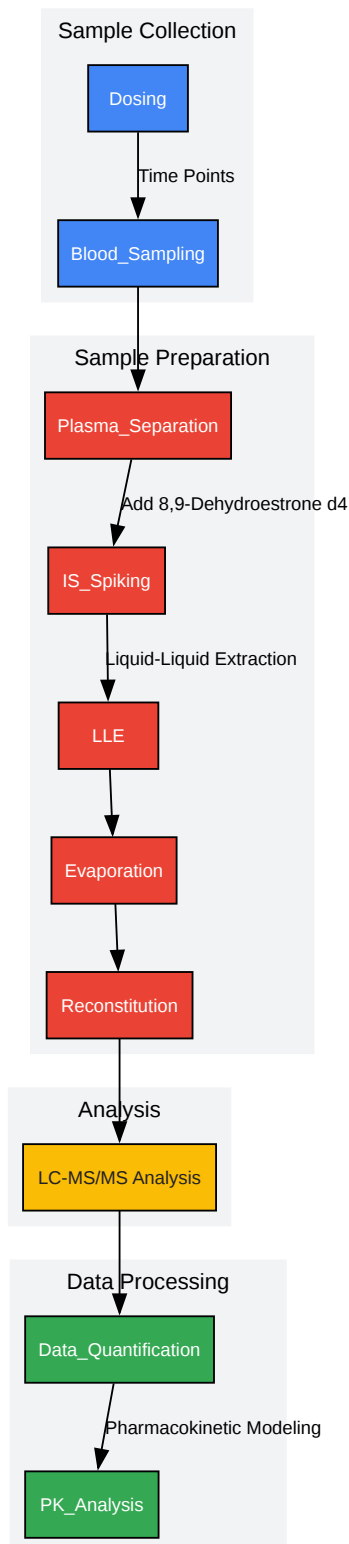 Sample Collection
Dosing
Time Points
Blood_Sampling
Sample Preparation
Plasma_Separation
Add 8,9-Dehydroestrone d4
IS_Spiking
Liquid-Liquid Extraction
LLE
Evaporation
Reconstitution
Analysis
LC-MS/MS Analysis
Data Processing
Data_Quantification
Pharmacokinetic Modeling
PK_Analysis